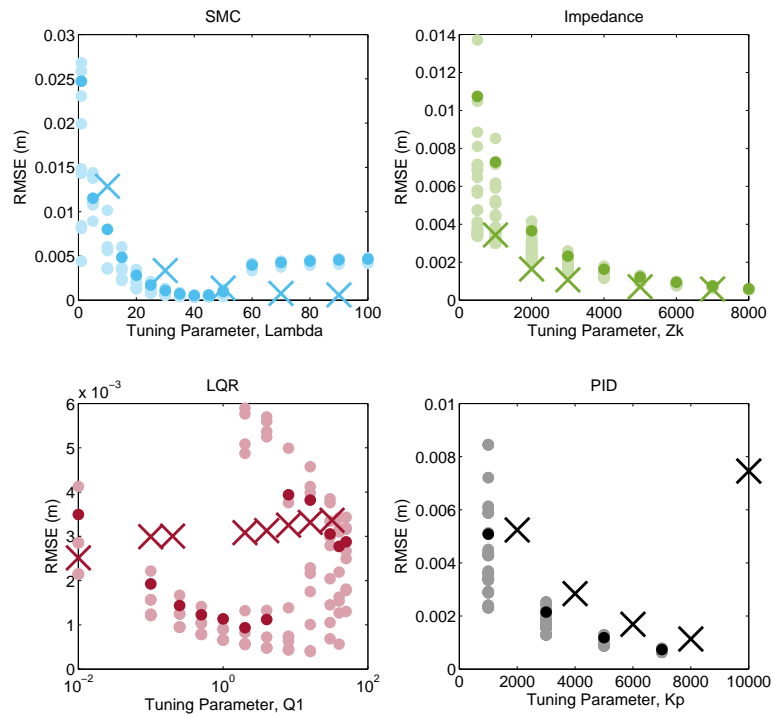 SMC
0.03
0.025
0.02
0.015
0.01
0.005
0
RMSE (m)
0 20 40 60 80 100
Tuning Parameter, Lambda
Impedance
0.014
0.012
0.01
0.008
0.006
0.004
0.002
0
RMSE (m)
0 2000 4000 6000 8000
Tuning Parameter, Zk
LQR
x 10⁻³
6
5
4
3
2
1
0
RMSE (m)
10⁻² 10⁰ 10²
Tuning Parameter, Q1
PID
0.01
0.008
0.006
0.004
0.002
0
RMSE (m)
0 2000 4000 6000 8000 10000
Tuning Parameter, Kp